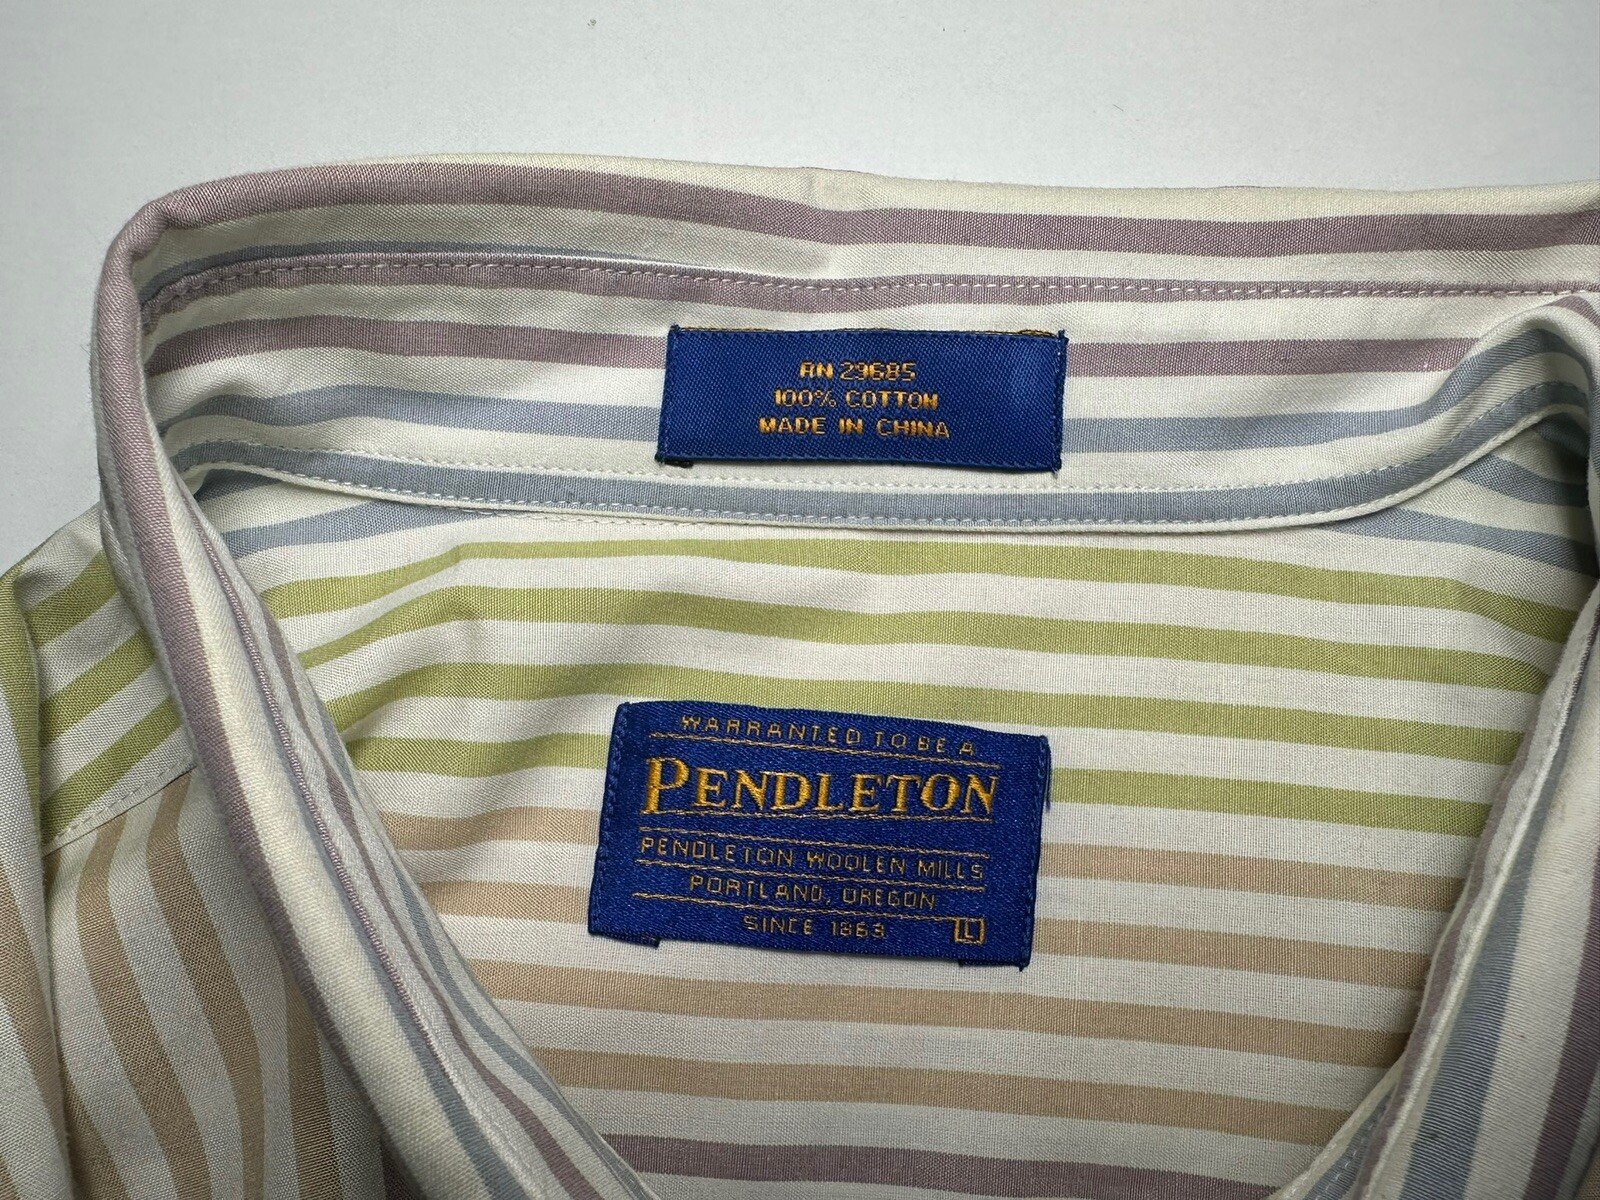 RN 29685
100% COTTON
MADE IN CHINA
WARRANTED TO BE A
PENDLETON
PENDLETON WOOLEN MILLS
PORTLAND, OREGON
SINCE 1863 L